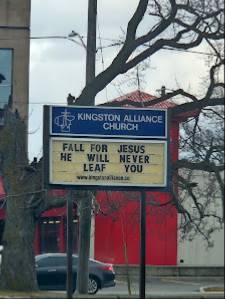 KINGSTON ALLIANCE
CHURCH
FALL FOR JESUS
HE WILL NEVER
LEAF YOU
www.kingstonalliance.ca